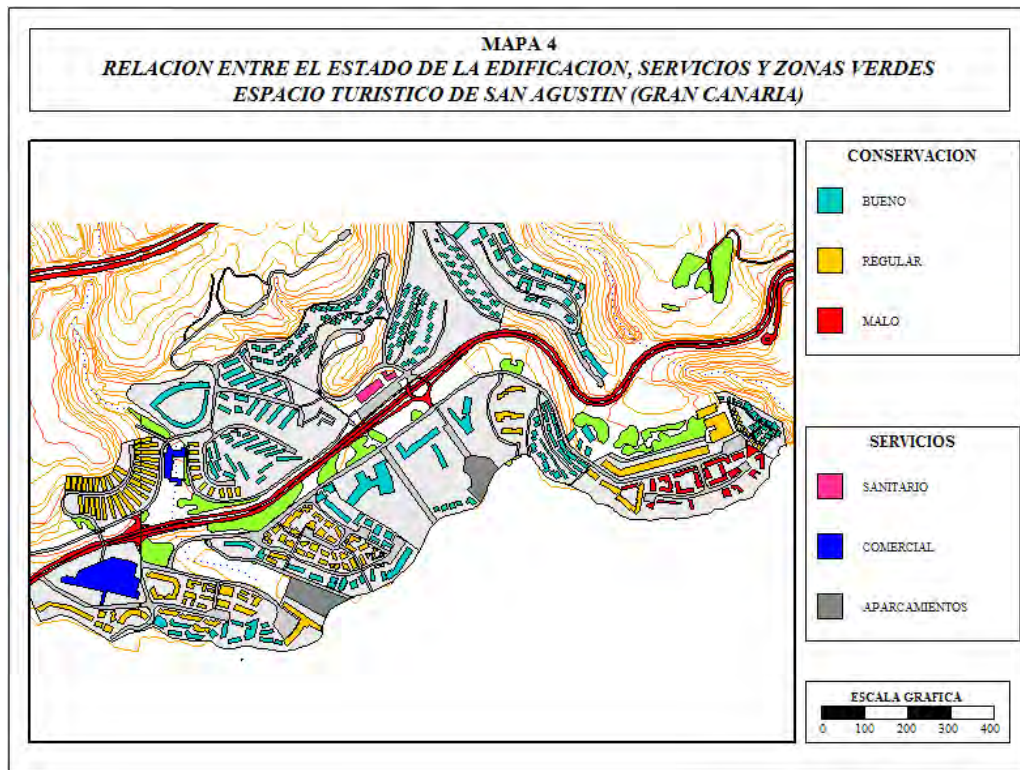 MAPA 4
RELACION ENTRE EL ESTADO DE LA EDIFICACION, SERVICIOS Y ZONAS VERDES
ESPACIO TURISTICO DE SAN AGUSTIN (GRAN CANARIA)
CONSERVACION
BUENO
REGULAR
MALO
SERVICIOS
SANITARIO
COMERCIAL
APARCAMIENTOS
ESCALA GRAFICA
0 100 200 300 400